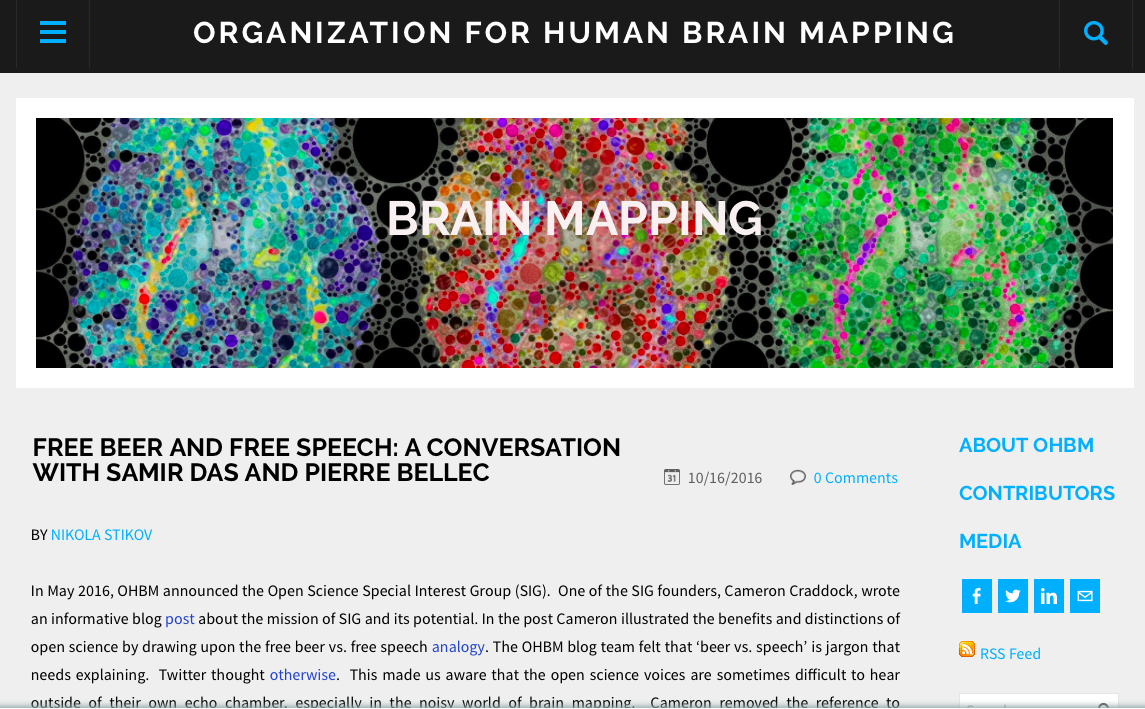 ORGANIZATION FOR HUMAN BRAIN MAPPING
BRAIN MAPPING
FREE BEER AND FREE SPEECH: A CONVERSATION
WITH SAMIR DAS AND PIERRE BELLEC
31 10/16/2016 0 Comments
BY NIKOLA STIKOV
In May 2016, OHBM announced the Open Science Special Interest Group (SIG).  One of the SIG founders, Cameron Craddock, wrote
an informative blog post about the mission of SIG and its potential. In the post Cameron illustrated the benefits and distinctions of
open science by drawing upon the free beer vs. free speech analogy. The OHBM blog team felt that ‘beer vs. speech’ is jargon that
needs explaining.  Twitter thought otherwise.  This made us aware that the open science voices are sometimes difficult to hear
outside of their own echo chamber, especially in the noisy world of brain mapping.  Cameron removed the reference to
ABOUT OHBM
CONTRIBUTORS
MEDIA
RSS Feed